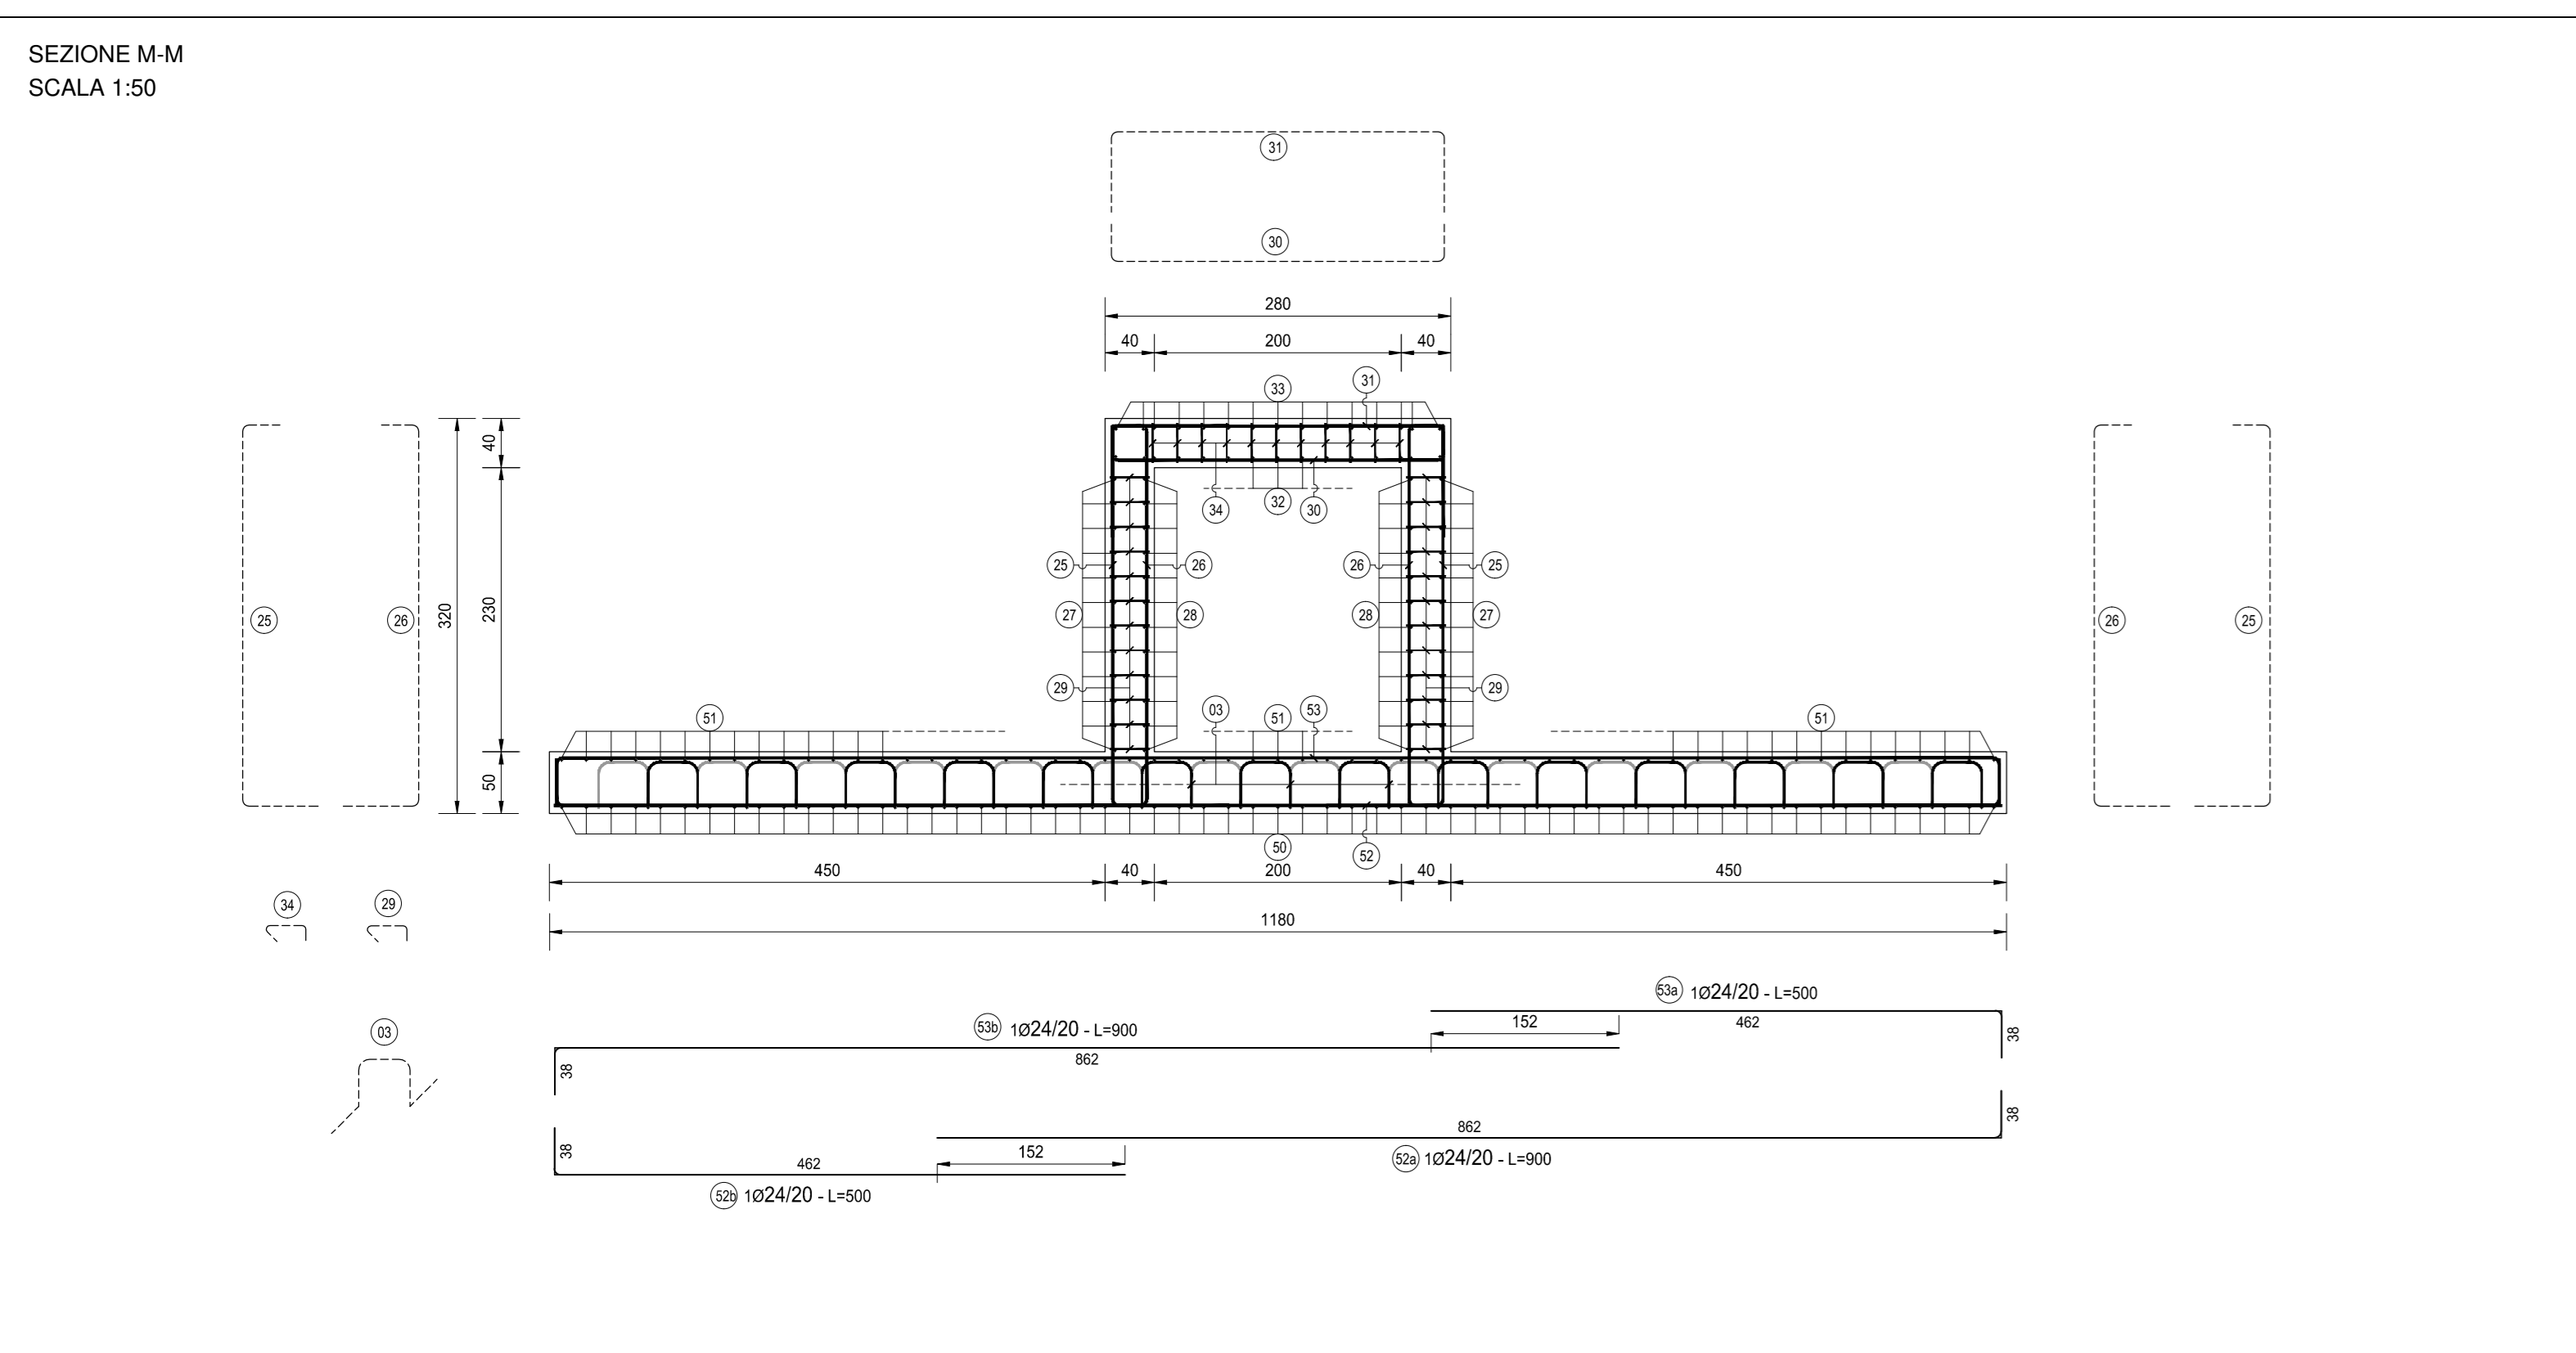 SEZIONE M-M
SCALA 1:50
31
30
280
40 200 40
33 31
40
34 32 30
25 26 26 25
320 230
25 26 27 28 28 27 26 25
29 29
03 53
51 51 51
50
50 52
450 40 200 40 450
34 29
1180
53a 1Ø24/20 - L=500
152 462 38
53b 1Ø24/20 - L=900
03
862
38
38
862
38 152
462
52a 1Ø24/20 - L=900
52b 1Ø24/20 - L=500